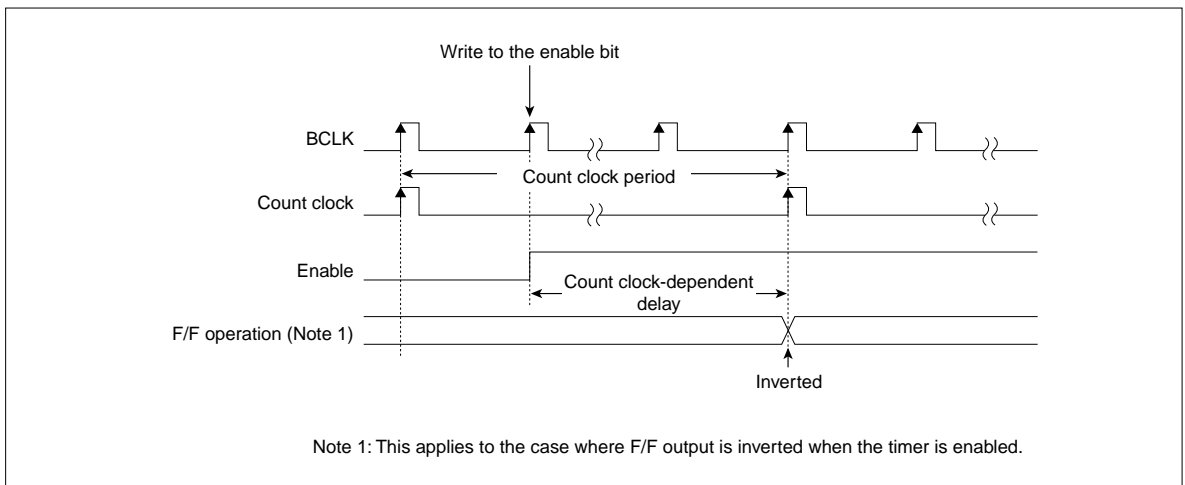 Write to the enable bit
BCLK
Count clock period
Count clock
Enable
Count clock-dependent
delay
F/F operation (Note 1)
Inverted
Note 1: This applies to the case where F/F output is inverted when the timer is enabled.